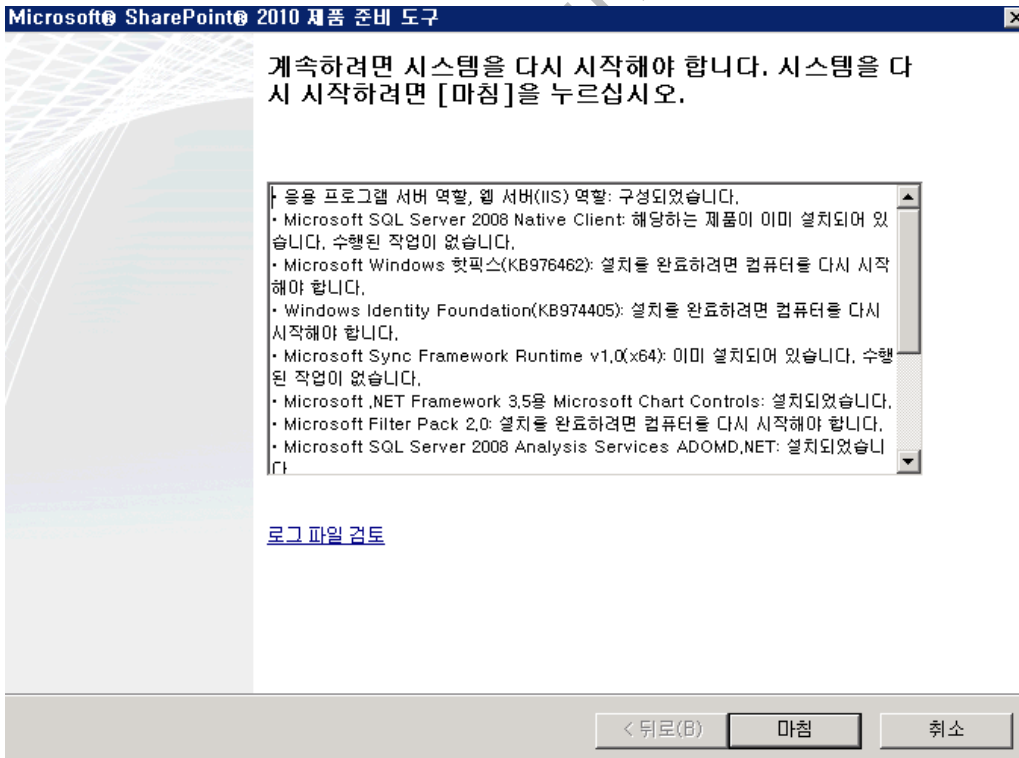 Microsoft® SharePoint® 2010 제품 준비 도구
계속하려면 시스템을 다시 시작해야 합니다. 시스템을 다
시 시작하려면 [마침]을 누르십시오.
• 응용 프로그램 서버 역할, 웹 서버(IIS) 역할: 구성되었습니다.
• Microsoft SQL Server 2008 Native Client: 해당하는 제품이 이미 설치되어 있
습니다. 수행된 작업이 없습니다.
• Microsoft Windows 핫픽스(KB976462): 설치를 완료하려면 컴퓨터를 다시 시작
해야 합니다.
• Windows Identity Foundation(KB974405): 설치를 완료하려면 컴퓨터를 다시
시작해야 합니다.
• Microsoft Sync Framework Runtime v1.0(x64): 이미 설치되어 있습니다. 수행
된 작업이 없습니다.
• Microsoft .NET Framework 3.5용 Microsoft Chart Controls: 설치되었습니다.
• Microsoft Filter Pack 2.0: 설치를 완료하려면 컴퓨터를 다시 시작해야 합니다.
• Microsoft SQL Server 2008 Analysis Services ADOMD.NET: 설치되었습니
로그 파일 검토
< 뒤로(B)
마침
취소